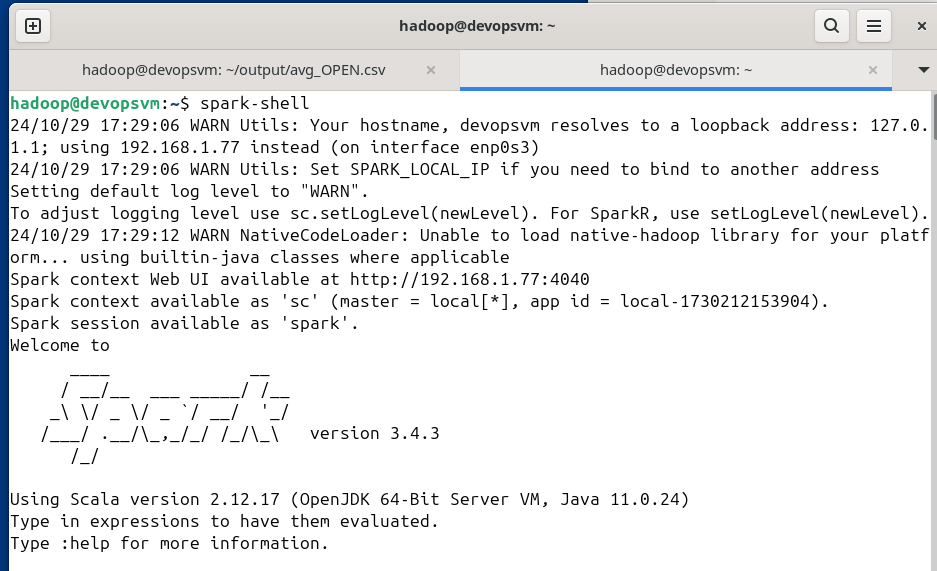 hadoop@devopsvm: ~
hadoop@devopsvm: ~/output/avg_OPEN.csv
hadoop@devopsvm: ~
hadoop@devopsvm:~$ spark-shell
24/10/29 17:29:06 WARN Utils: Your hostname, devopsvm resolves to a loopback address: 127.0.
1.1; using 192.168.1.77 instead (on interface enp0s3)
24/10/29 17:29:06 WARN Utils: Set SPARK_LOCAL_IP if you need to bind to another address
Setting default log level to "WARN".
To adjust logging level use sc.setLogLevel(newLevel). For SparkR, use setLogLevel(newLevel).
24/10/29 17:29:12 WARN NativeCodeLoader: Unable to load native-hadoop library for your platf
orm... using builtin-java classes where applicable
Spark context Web UI available at http://192.168.1.77:4040
Spark context available as 'sc' (master = local[*], app id = local-1730212153904).
Spark session available as 'spark'.
Welcome to
      ____              __
     / __/__  ___ _____/ /__
    _\ \/ _ \/ _ `/ __/  '_/
   /___/ .__/\_,_/_/ /_/\_\   version 3.4.3
      /_/
Using Scala version 2.12.17 (OpenJDK 64-Bit Server VM, Java 11.0.24)
Type in expressions to have them evaluated.
Type :help for more information.